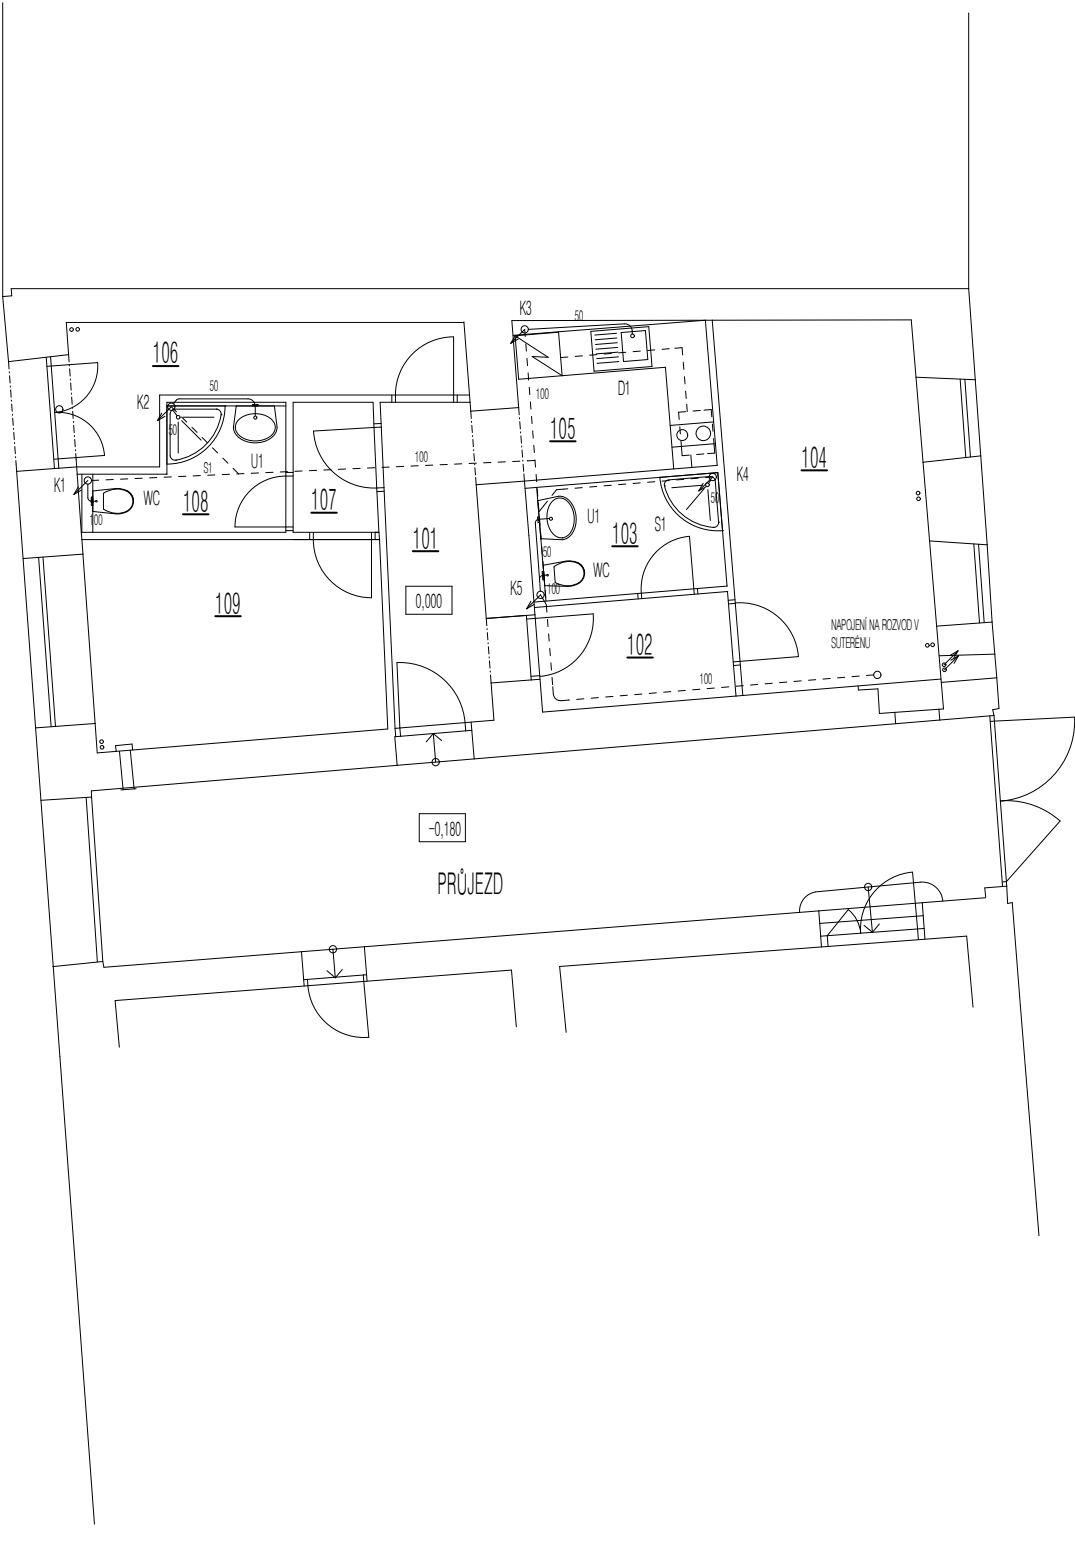 K3
50
106
D1
50
K2
100
105
50
U1
S1
100
104
K1
K4
WC
108
107
50
100
U1
S1
103
101
50
WC
K5
100
0,000
109
NAPOJENÍ NA ROZVOD V
SUTERÉNU
102
100
-0,180
PRŮJEZD